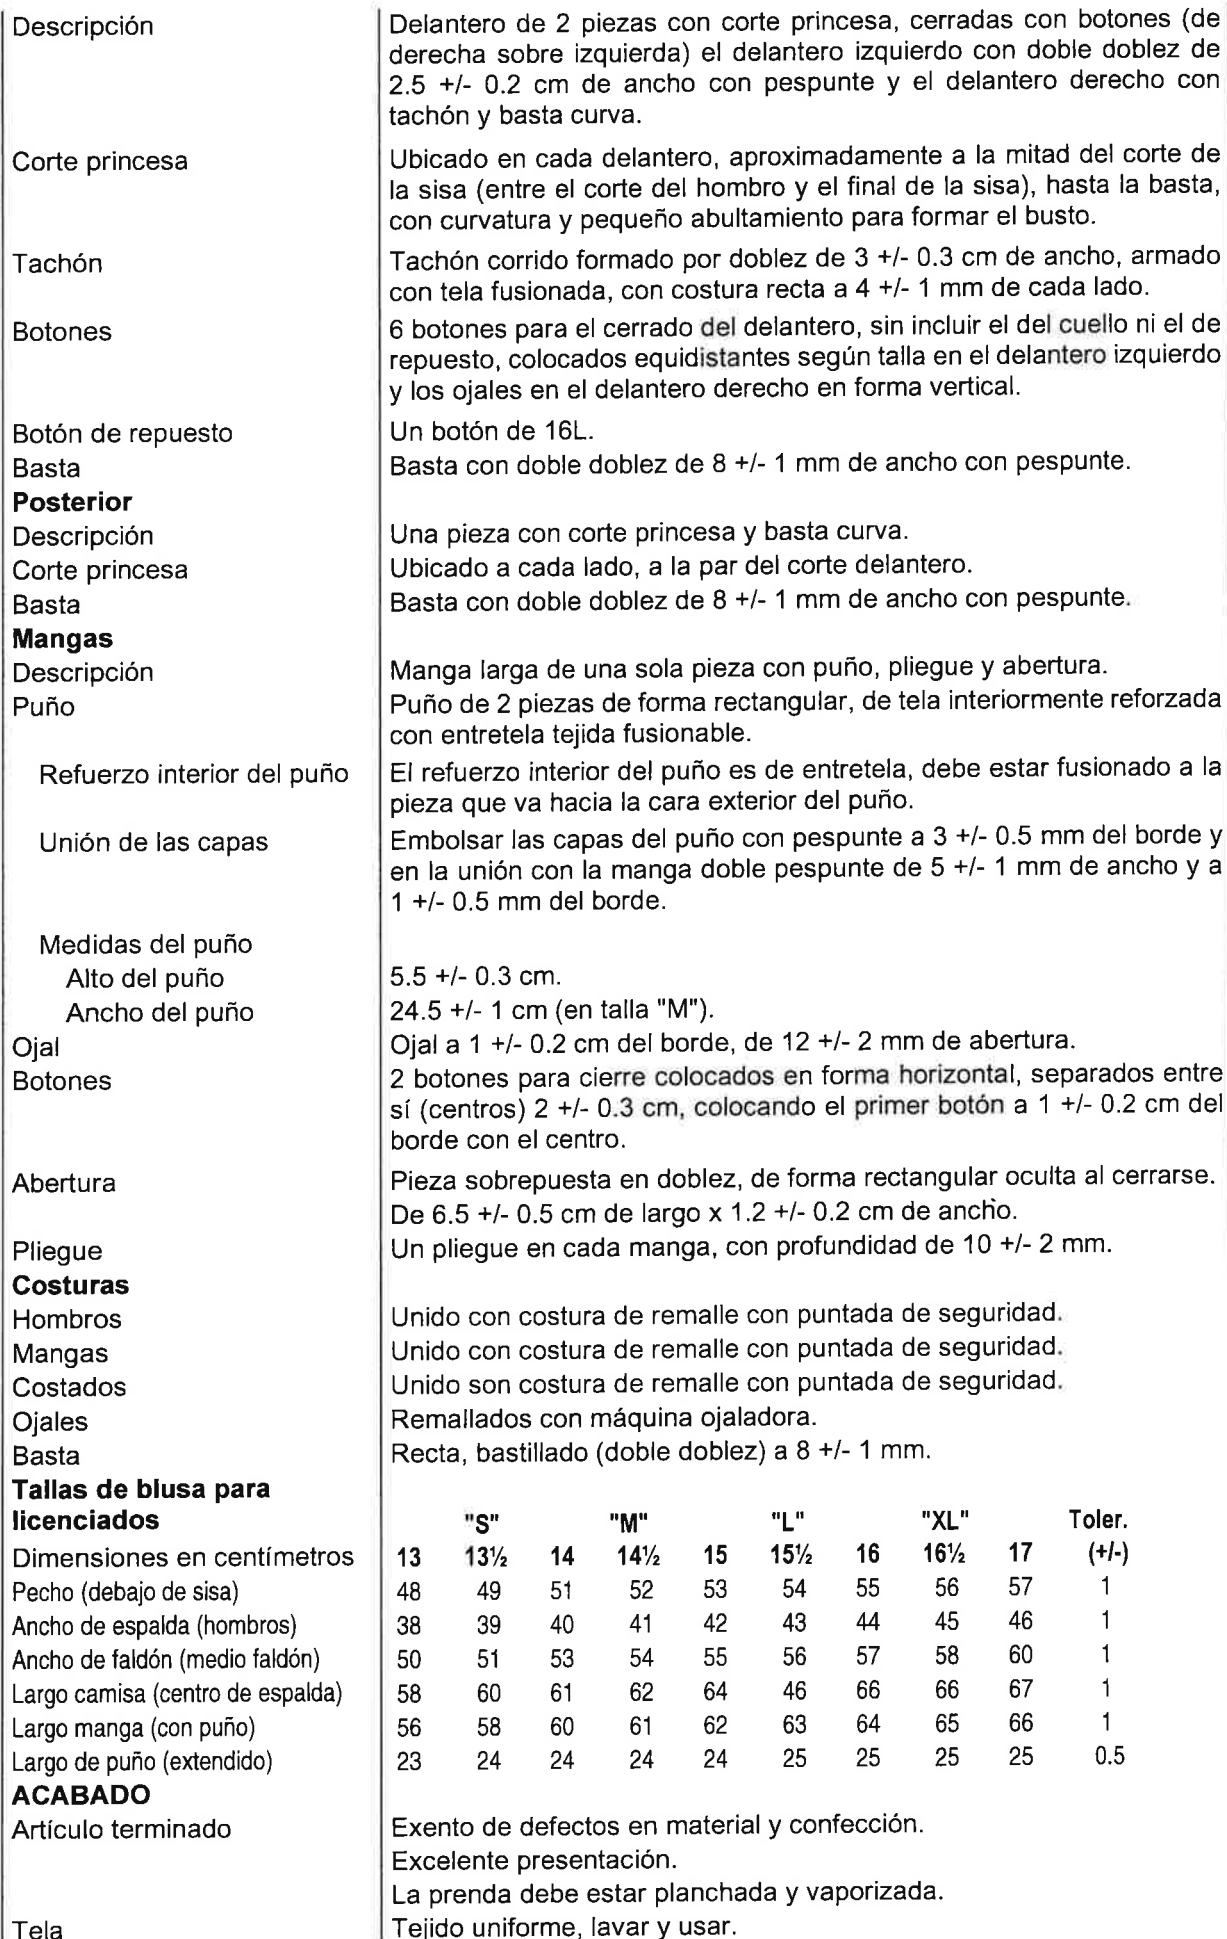 Descripción Delantero de 2 piezas con corte princesa, cerradas con botones (de
derecha sobre izquierda) el delantero izquierdo con doble doblez de
2.5 +/- 0.2 cm de ancho con pespunte y el delantero derecho con
tachón y basta curva.
Corte princesa Ubicado en cada delantero, aproximadamente a la mitad del corte de
la sisa (entre el corte del hombro y el final de la sisa), hasta la basta,
con curvatura y pequeño abultamiento para formar el busto.
Tachón Tachón corrido formado por doblez de 3 +/- 0.3 cm de ancho, armado
con tela fusionada, con costura recta a 4 +/- 1 mm de cada lado.
Botones 6 botones para el cerrado del delantero, sin incluir el del cuello ni el de
repuesto, colocados equidistantes según talla en el delantero izquierdo
y los ojales en el delantero derecho en forma vertical.
Botón de repuesto Un botón de 16L.
Basta Basta con doble doblez de 8 +/- 1 mm de ancho con pespunte.
Posterior
Descripción Una pieza con corte princesa y basta curva.
Corte princesa Ubicado a cada lado, a la par del corte delantero.
Basta Basta con doble doblez de 8 +/- 1 mm de ancho con pespunte.
Mangas
Descripción Manga larga de una sola pieza con puño, pliegue y abertura.
Puño Puño de 2 piezas de forma rectangular, de tela interiormente reforzada
con entretela tejida fusionable.
Refuerzo interior del puño El refuerzo interior del puño es de entretela, debe estar fusionado a la
pieza que va hacia la cara exterior del puño.
Unión de las capas Embolsar las capas del puño con pespunte a 3 +/- 0.5 mm del borde y
en la unión con la manga doble pespunte de 5 +/- 1 mm de ancho y a
1 +/- 0.5 mm del borde.
Medidas del puño
Alto del puño 5.5 +/- 0.3 cm.
Ancho del puño 24.5 +/- 1 cm (en talla "M").
Ojal Ojal a 1 +/- 0.2 cm del borde, de 12 +/- 2 mm de abertura.
Botones 2 botones para cierre colocados en forma horizontal, separados entre
sí (centros) 2 +/- 0.3 cm, colocando el primer botón a 1 +/- 0.2 cm del
borde con el centro.
Abertura Pieza sobrepuesta en doblez, de forma rectangular oculta al cerrarse.
De 6.5 +/- 0.5 cm de largo x 1.2 +/- 0.2 cm de ancho.
Pliegue Un pliegue en cada manga, con profundidad de 10 +/- 2 mm.
Costuras
Hombros Unido con costura de remalle con puntada de seguridad.
Mangas Unido con costura de remalle con puntada de seguridad.
Costados Unido son costura de remalle con puntada de seguridad.
Ojales Remallados con máquina ojaladora.
Basta Recta, bastillado (doble doblez) a 8 +/- 1 mm.
Tallas de blusa para
licenciados "S" "M" "L" "XL" Toler.
Dimensiones en centímetros 13 13½ 14 14½ 15 15½ 16 16½ 17 (+/-)
Pecho (debajo de sisa) 48 49 51 52 53 54 55 56 57 1
Ancho de espalda (hombros) 38 39 40 41 42 43 44 45 46 1
Ancho de faldón (medio faldón) 50 51 53 54 55 56 57 58 60 1
Largo camisa (centro de espalda) 58 60 61 62 64 46 66 66 67 1
Largo manga (con puño) 56 58 60 61 62 63 64 65 66 1
Largo de puño (extendido) 23 24 24 24 24 25 25 25 25 0.5
ACABADO
Artículo terminado Exento de defectos en material y confección.
Excelente presentación.
La prenda debe estar planchada y vaporizada.
Tela Tejido uniforme, lavar y usar.